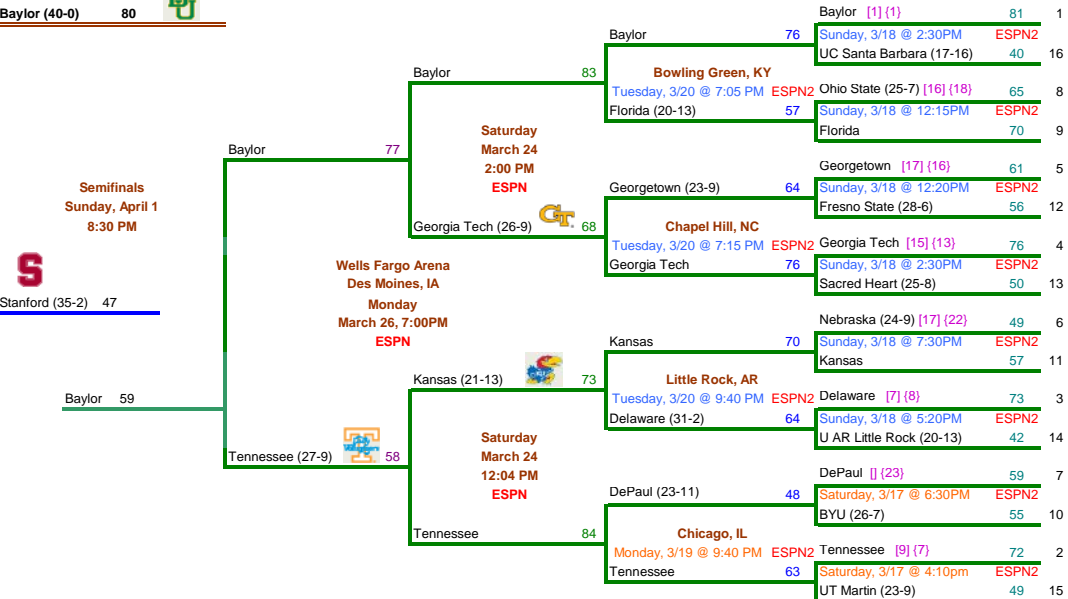 Baylor (40-0) 80
BU
Baylor [1] {1} 81 1
Baylor 76
Sunday, 3/18 @ 2:30PM ESPN2
UC Santa Barbara (17-16) 40 16
Baylor 83
Bowling Green, KY
Tuesday, 3/20 @ 7:05 PM ESPN2
Ohio State (25-7) [16] {18} 65 8
Florida (20-13) 57
Sunday, 3/18 @ 12:15PM ESPN2
Florida 70 9
Saturday
March 24
2:00 PM
ESPN
Baylor 77
Georgetown [17] {16} 61 5
Georgetown (23-9) 64
Sunday, 3/18 @ 12:20PM ESPN2
Fresno State (28-6) 56 12
Semifinals
Sunday, April 1
8:30 PM
Georgia Tech (26-9) GT 68
Chapel Hill, NC
Tuesday, 3/20 @ 7:15 PM ESPN2
Georgia Tech [15] {13} 76 4
Georgia Tech 76
Sunday, 3/18 @ 2:30PM ESPN2
Sacred Heart (25-8) 50 13
S
Stanford (35-2) 47
Wells Fargo Arena
Des Moines, IA
Monday
March 26, 7:00PM
ESPN
Nebraska (24-9) [17] {22} 49 6
Kansas 70
Sunday, 3/18 @ 7:30PM ESPN2
Kansas 57 11
Kansas (21-13) 73
Little Rock, AR
Tuesday, 3/20 @ 9:40 PM ESPN2
Delaware [7] {8} 73 3
Delaware (31-2) 64
Sunday, 3/18 @ 5:20PM ESPN2
U AR Little Rock (20-13) 42 14
Baylor 59
Saturday
March 24
12:04 PM
ESPN
Tennessee (27-9) 58
DePaul [] {23} 59 7
DePaul (23-11) 48
Saturday, 3/17 @ 6:30PM ESPN2
BYU (26-7) 55 10
Tennessee 84
Chicago, IL
Monday, 3/19 @ 9:40 PM ESPN2
Tennessee [9] {7} 72 2
Tennessee 63
Saturday, 3/17 @ 4:10pm ESPN2
UT Martin (23-9) 49 15